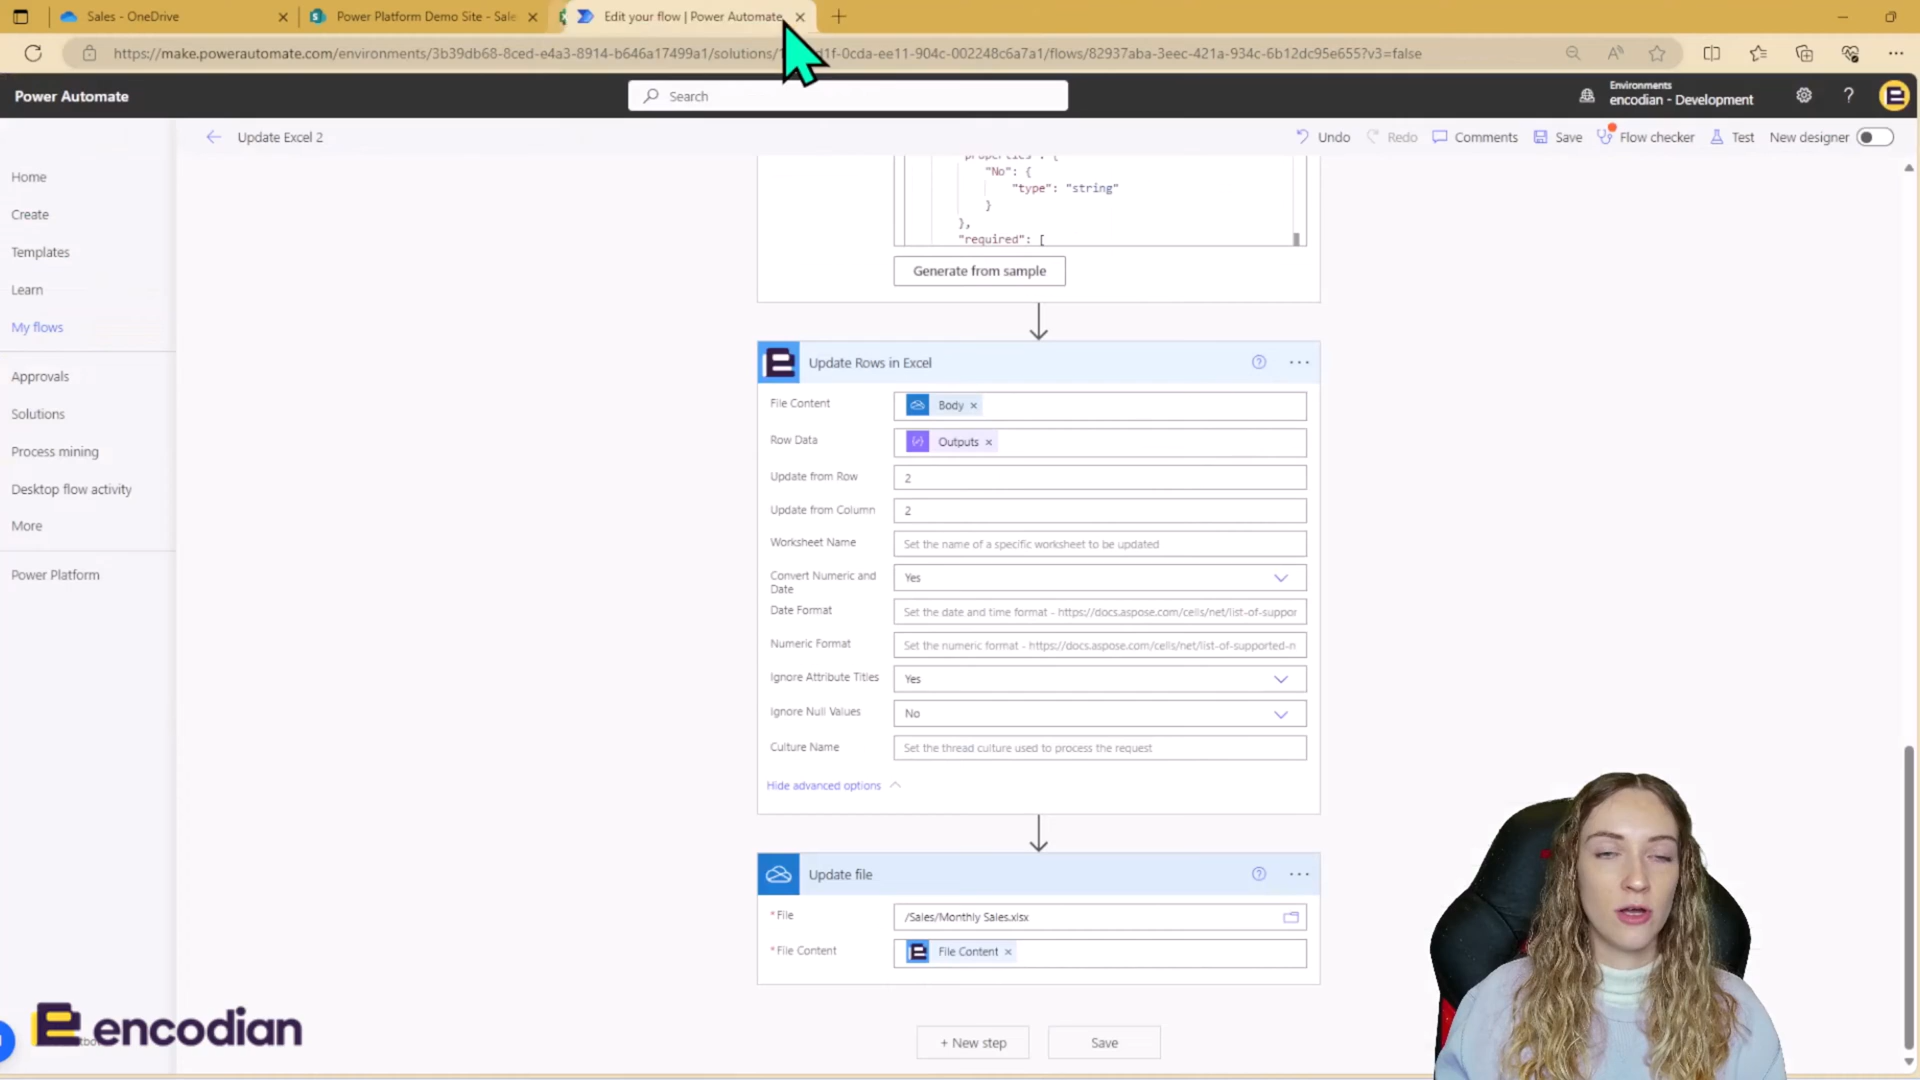 Sales - OneDrive
Power Platform Demo Site - Sale
Edit your flow | Power Automate
https://make.powerautomate.com/environments/3b39db68-8ced-e4a3-8914-b646a17499a1/solutions/ d1f-0cda-ee11-904c-002248c6a7a1/flows/82937aba-3eec-421a-934c-6b12dc95e655?v3=false
Power Automate
Search
Environments
encodian - Development
Update Excel 2
Undo
Redo
Comments
Save
Flow checker
Test
New designer
Home
Create
Templates
Learn
My flows
Approvals
Solutions
Process mining
Desktop flow activity
More
Power Platform
properties": {
"No": {
"type": "string"
}
},
"required": [
Generate from sample
Update Rows in Excel
File Content
Body
Row Data
Outputs
Update from Row
2
Update from Column
2
Worksheet Name
Set the name of a specific worksheet to be updated
Convert Numeric and Date
Yes
Date Format
Set the date and time format - https://docs.aspose.com/cells/net/list-of-suppor
Numeric Format
Set the numeric format - https://docs.aspose.com/cells/net/list-of-supported-n
Ignore Attribute Titles
Yes
Ignore Null Values
No
Culture Name
Set the thread culture used to process the request
Hide advanced options
Update file
* File
/Sales/Monthly Sales.xlsx
* File Content
File Content
+ New step
Save
encodian